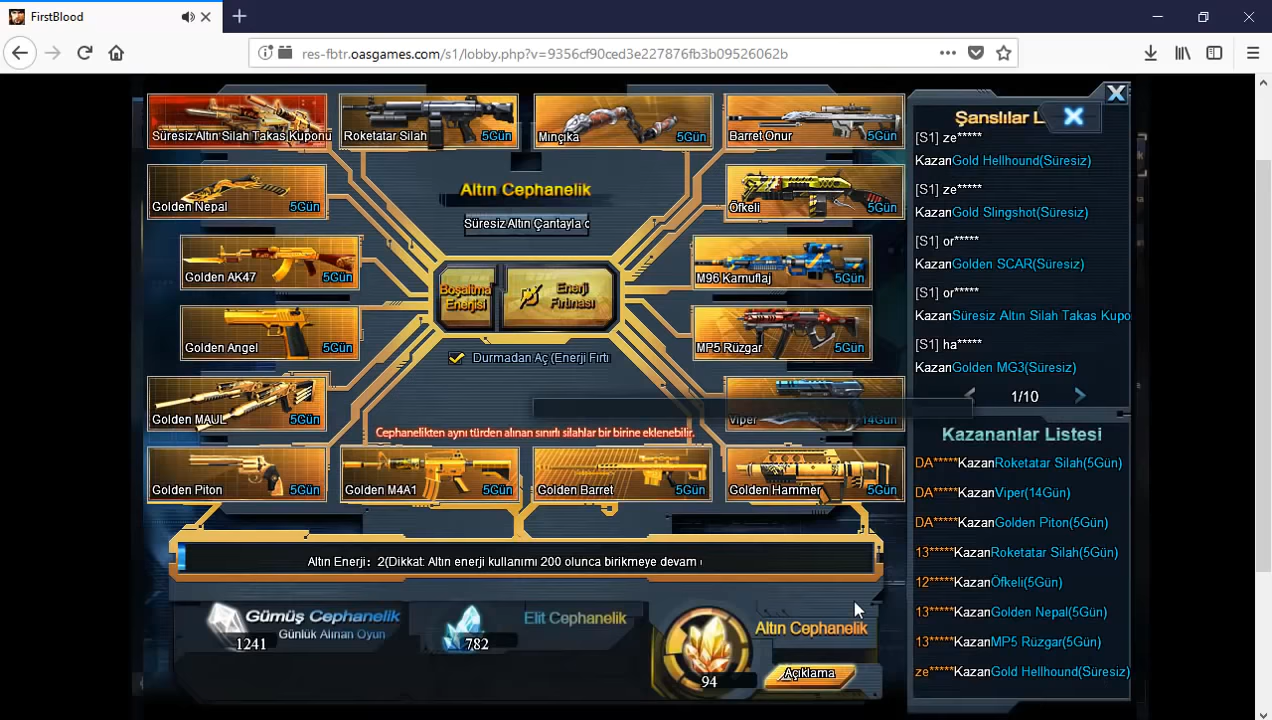 FirstBlood
res-fbtr.oasgames.com/s1/lobby.php?v=9356cf90ced3e227876fb3b09526062b
Süresiz Altın Silah Takas Kuponu
Roketatar Silah 5Gün
Mınçıka 5Gün
Barret Onur 5Gün
Golden Nepal 5Gün
Altın Cephanelik
Öfkeli 5Gün
Süresiz Altın Çantayla
Golden AK47 5Gün
M96 Kamuflaj 5Gün
Boşaltma
Enerjisi
Enerji
Fırtınası
Golden Angel 5Gün
MP5 Rüzgar 5Gün
Durmadan Aç (Enerji Fırtı
Golden MAUL 5Gün
Viper 14Gün
Cephanelikten aynı türden alınan sınırlı silahlar bir birine eklenebilir.
Golden Piton 5Gün
Golden M4A1 5Gün
Golden Barret 5Gün
Golden Hammer 5Gün
Altın Enerji: 2(Dikkat: Altın enerji kullanımı 200 olunca birikmeye devam
Gümüş Cephanelik
Günlük Alınan Oyun
1241
Elit Cephanelik
782
Altın Cephanelik
Açıklama
94
Şanslılar L
[S1] ze*****
KazanGold Hellhound(Süresiz)
[S1] ze*****
KazanGold Slingshot(Süresiz)
[S1] or*****
KazanGolden SCAR(Süresiz)
[S1] or*****
KazanSüresiz Altın Silah Takas Kupo
[S1] ha*****
KazanGolden MG3(Süresiz)
1/10
Kazananlar Listesi
DA*****KazanRoketatar Silah(5Gün)
DA*****KazanViper(14Gün)
DA*****KazanGolden Piton(5Gün)
13*****KazanRoketatar Silah(5Gün)
12*****KazanÖfkeli(5Gün)
13*****KazanGolden Nepal(5Gün)
13*****KazanMP5 Rüzgar(5Gün)
ze*****KazanGold Hellhound(Süresiz)